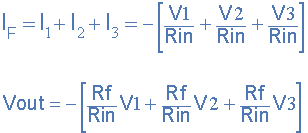 I_F = I_1 + I_2 + I_3 = −[V1/Rin + V2/Rin + V3/Rin]
Vout = −[Rf/Rin V1 + Rf/Rin V2 + Rf/Rin V3]